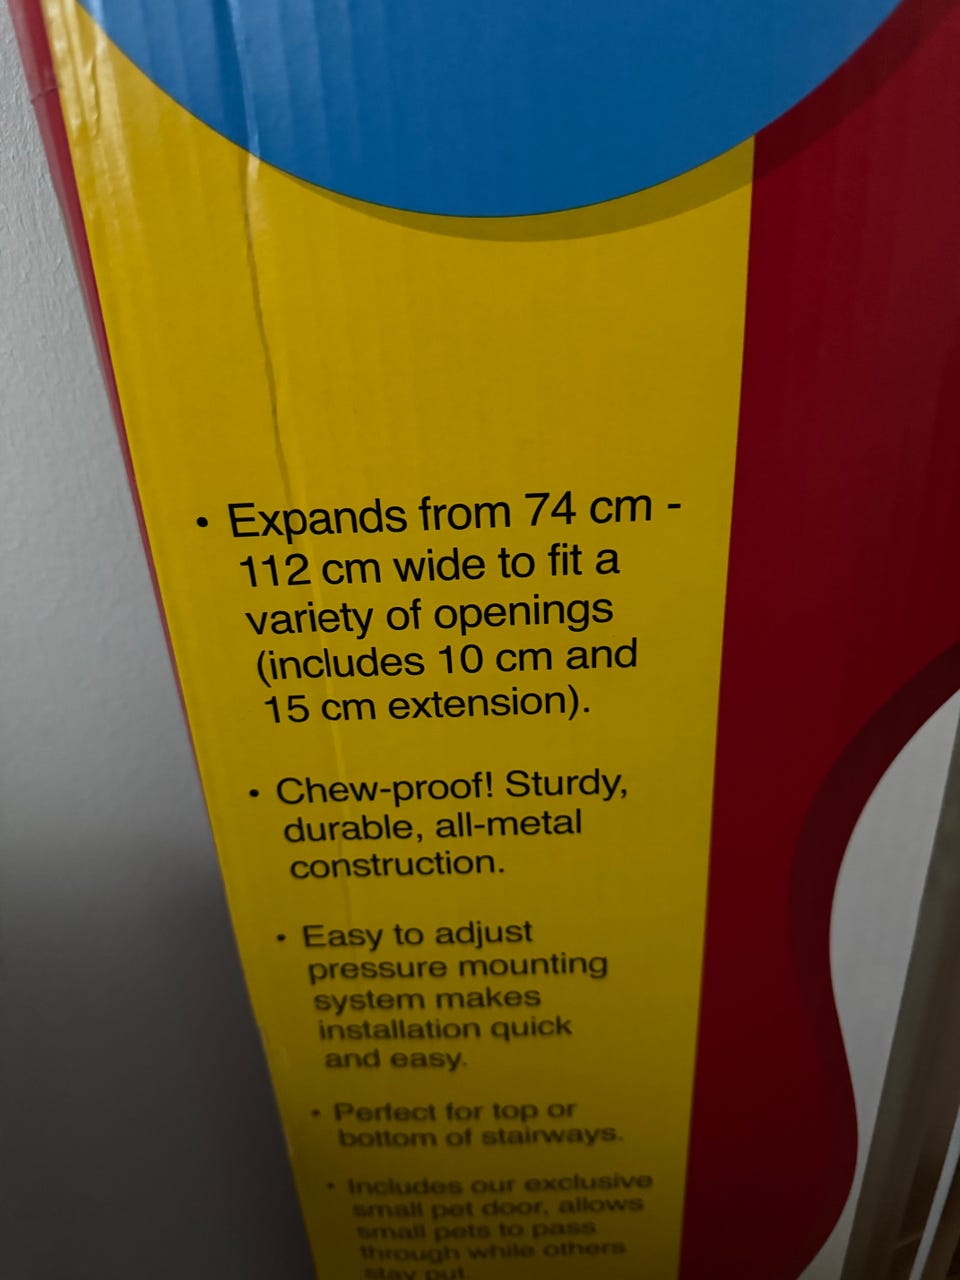 • Expands from 74 cm -
112 cm wide to fit a
variety of openings
(includes 10 cm and
15 cm extension).
• Chew-proof! Sturdy,
durable, all-metal
construction.
• Easy to adjust
pressure mounting
system makes
installation quick
and easy.
• Perfect for top or
bottom of stairways.
• Includes our exclusive
small pet door, allows
small pets to pass
through while others
stay put.